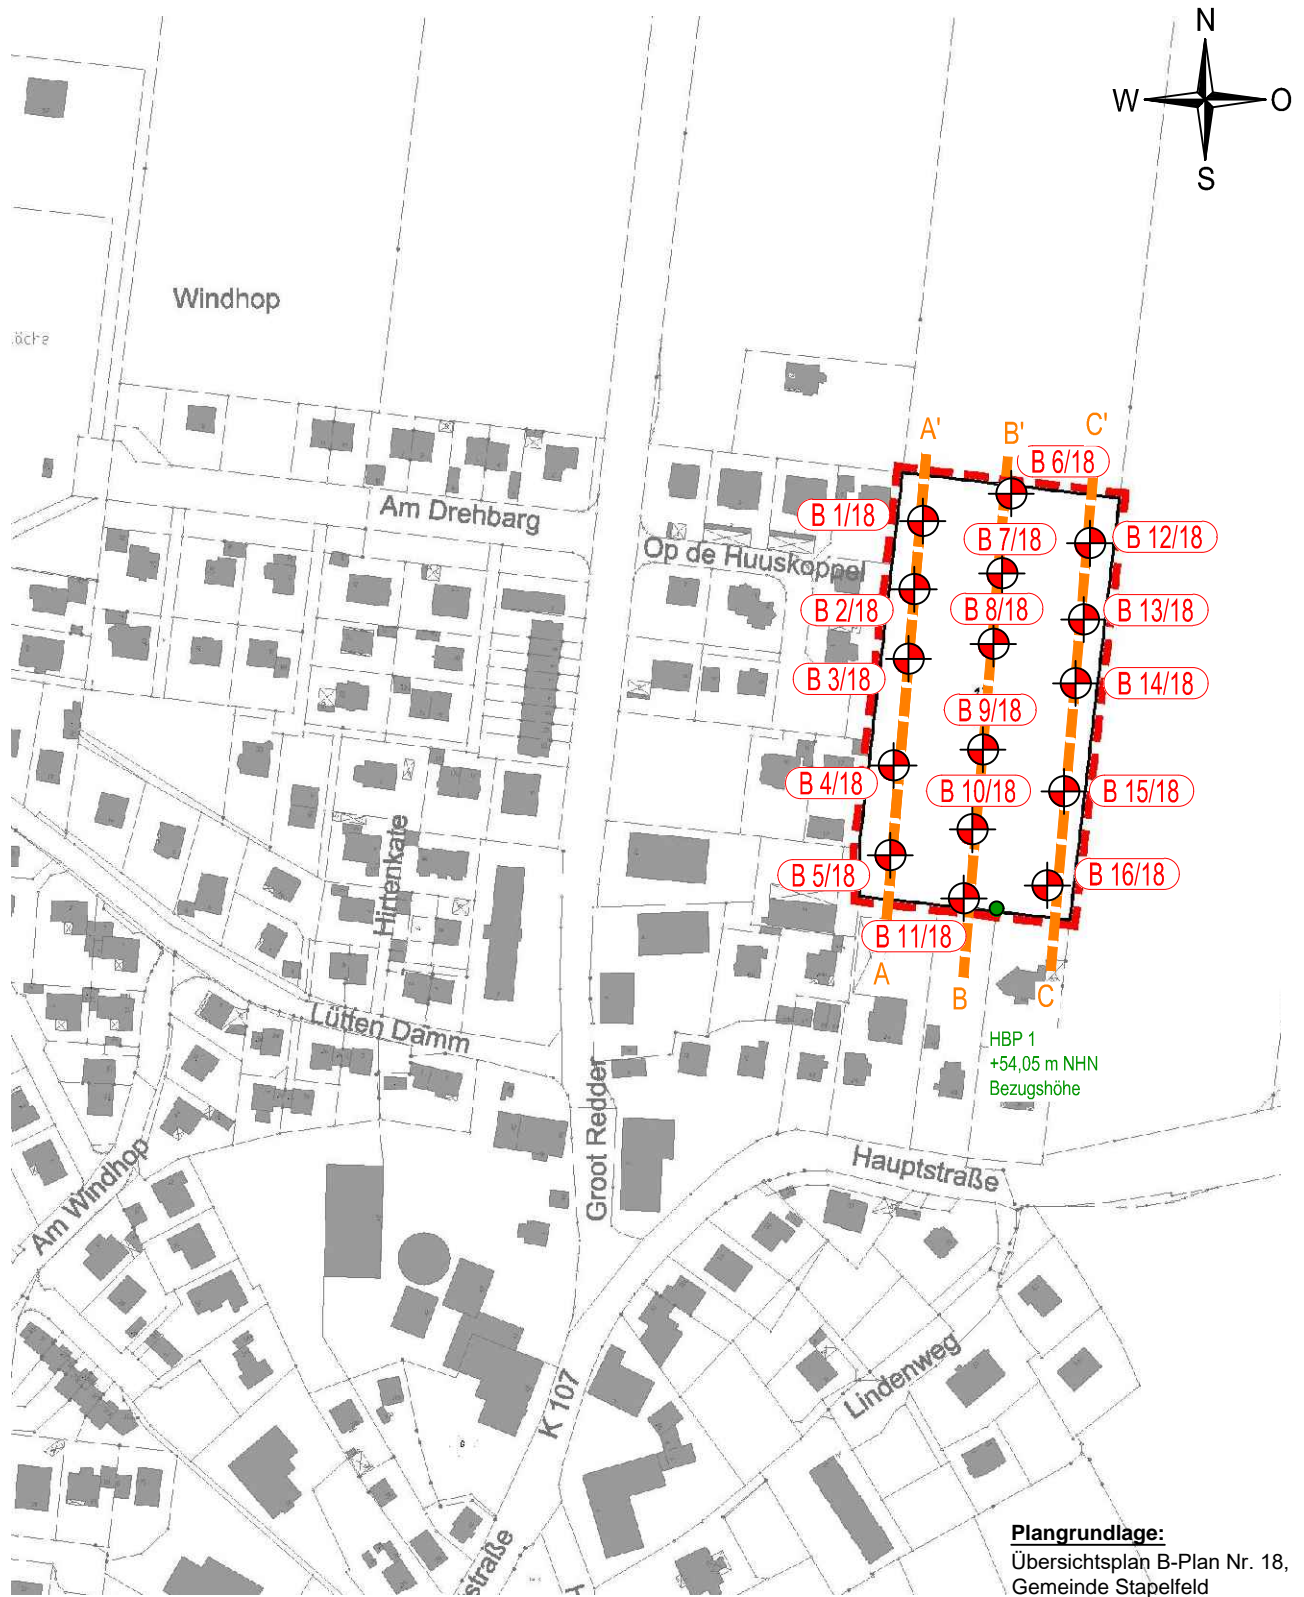 N
W
O
S
Windhop
A'
B'
C'
B 6/18
B 1/18
B 7/18
B 12/18
Am Drehbarg
Op de Huuskoppel
B 2/18
B 8/18
B 13/18
B 3/18
B 14/18
B 9/18
B 4/18
B 10/18
B 15/18
Hirtenkate
B 5/18
B 16/18
B 11/18
A
B
C
Lütten Damm
HBP 1
+54,05 m NHN
Bezugshöhe
Groot Redder
Am Windhop
Hauptstraße
Lindenweg
K 107
straße
Plangrundlage:
Übersichtsplan B-Plan Nr. 18,
Gemeinde Stapelfeld